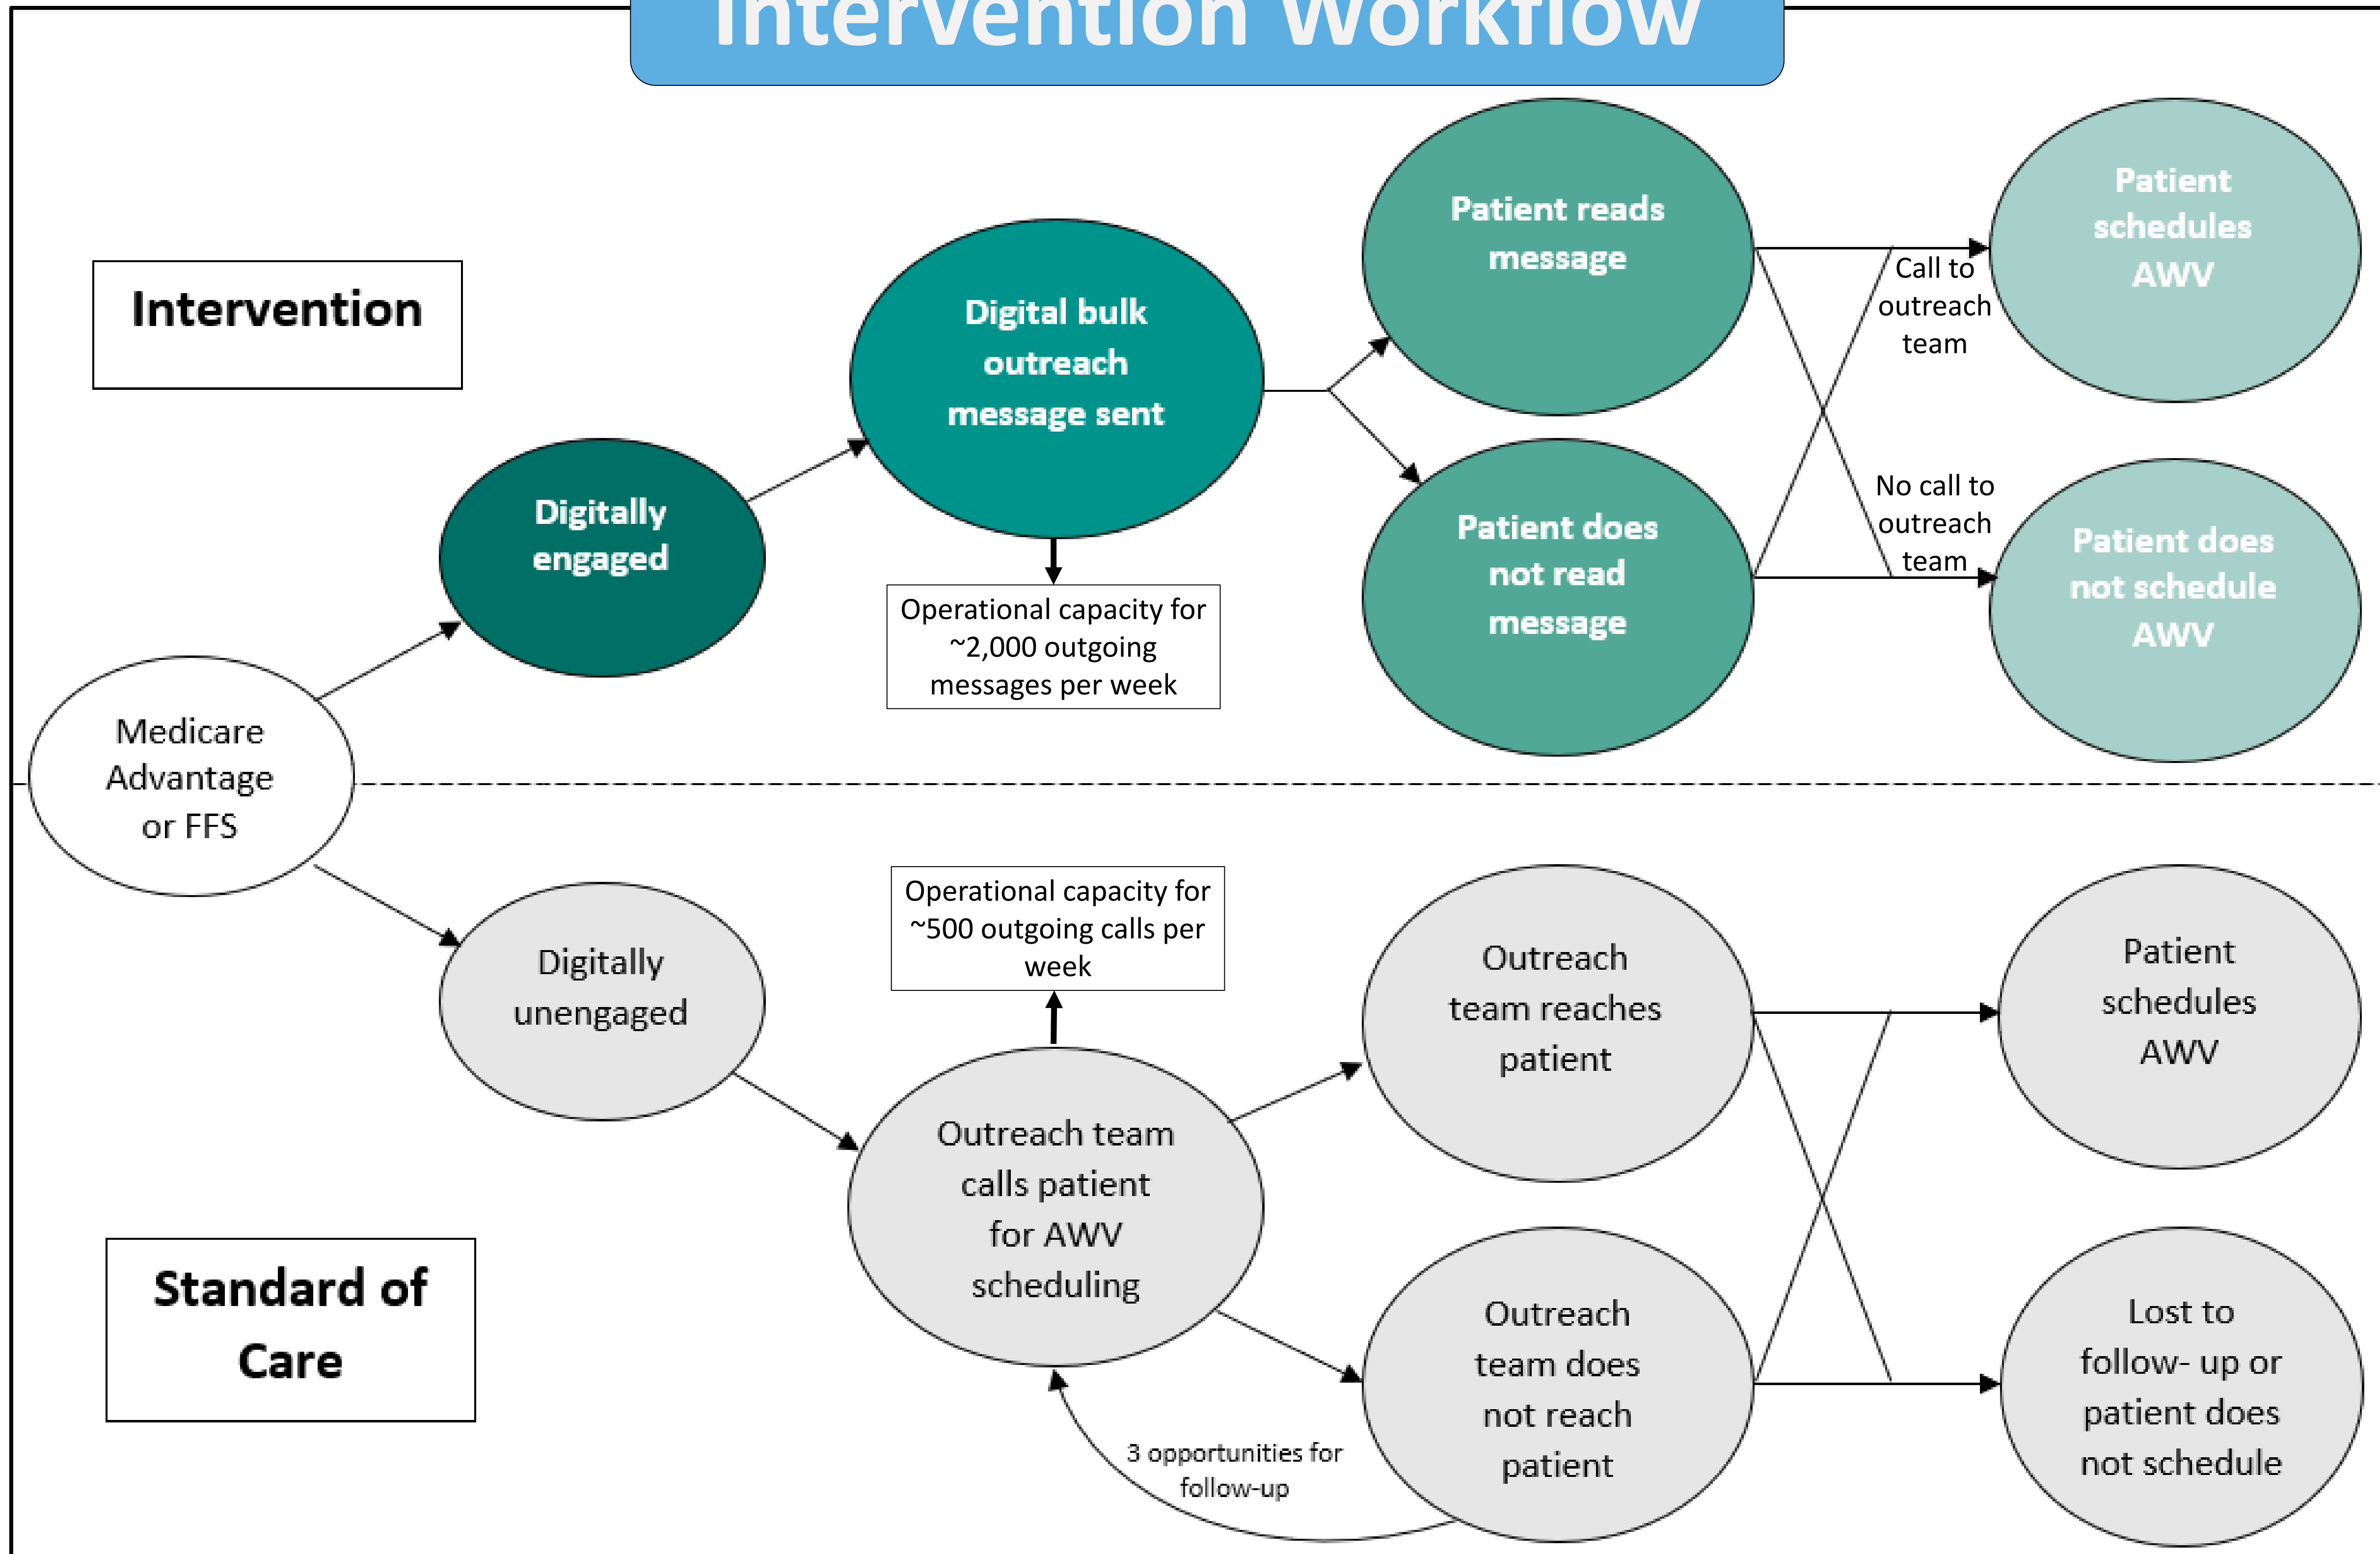 Intervention Workflow
Intervention
Medicare
Advantage
or FFS
Digitally
engaged
Digital bulk
outreach
message sent
Operational capacity for
~2,000 outgoing
messages per week
Patient reads
message
Patient does
not read
message
Call to
outreach
team
No call to
outreach
team
Patient
schedules
AWV
Patient does
not schedule
AWV
Standard of
Care
Digitally
unengaged
Operational capacity for
~500 outgoing calls per
week
Outreach team
calls patient
for AWV
scheduling
Outreach
team reaches
patient
Outreach
team does
not reach
patient
3 opportunities for
follow-up
Patient
schedules
AWV
Lost to
follow- up or
patient does
not schedule